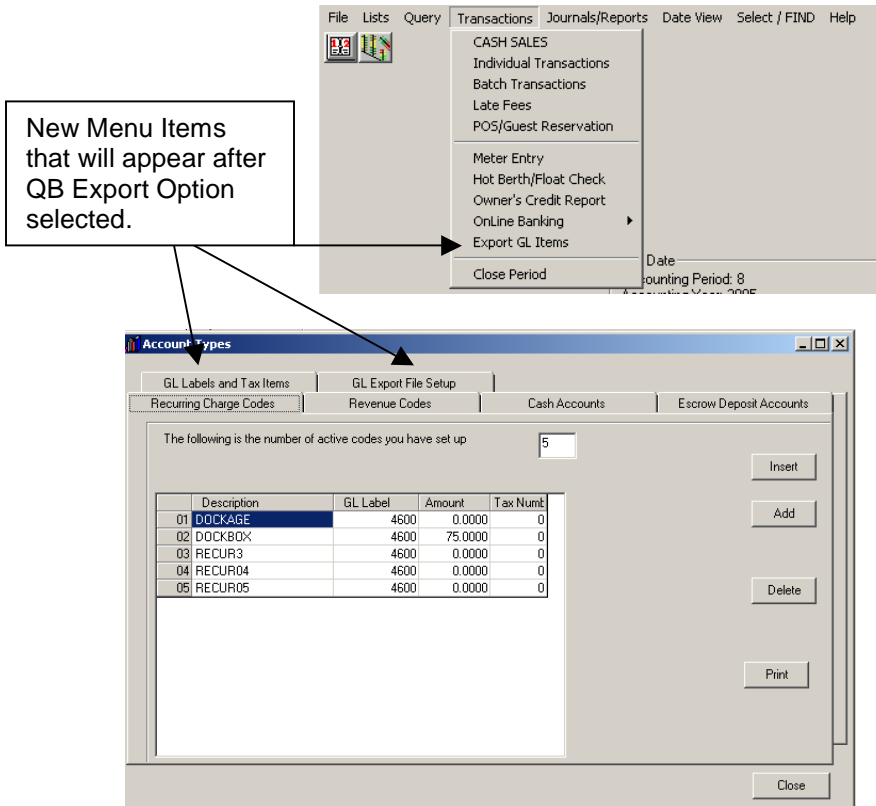 File Lists Query Transactions Journals/Reports Date View Select / FIND Help
CASH SALES
Individual Transactions
Batch Transactions
Late Fees
POS/Guest Reservation
Meter Entry
Hot Berth/Float Check
Owner's Credit Report
OnLine Banking
Export GL Items
Close Period
Date
ounting Period: 8
New Menu Items
that will appear after
QB Export Option
selected.
Account Types
GL Labels and Tax Items GL Export File Setup
Recurring Charge Codes Revenue Codes Cash Accounts Escrow Deposit Accounts
The following is the number of active codes you have set up 5
Insert
Add
Delete
Print
Description GL Label Amount Tax Numb
01 DOCKAGE 4600 0.0000 0
02 DOCKBOX 4600 75.0000 0
03 RECUR3 4600 0.0000 0
04 RECUR04 4600 0.0000 0
05 RECUR05 4600 0.0000 0
Close